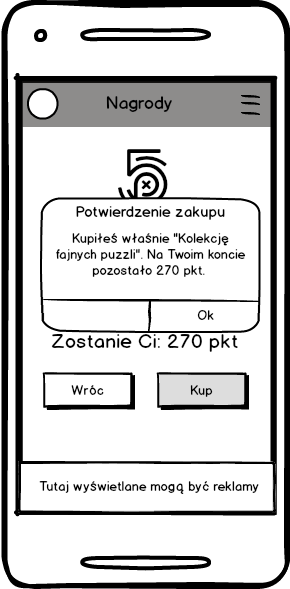 Nagrody
Potwierdzenie zakupu
Kupiłeś właśnie "Kolekcję
fajnych puzzli". Na Twoim koncie
pozostało 270 pkt.
Ok
Zostanie Ci: 270 pkt
Wróc
Kup
Tutaj wyświetlane mogą być reklamy